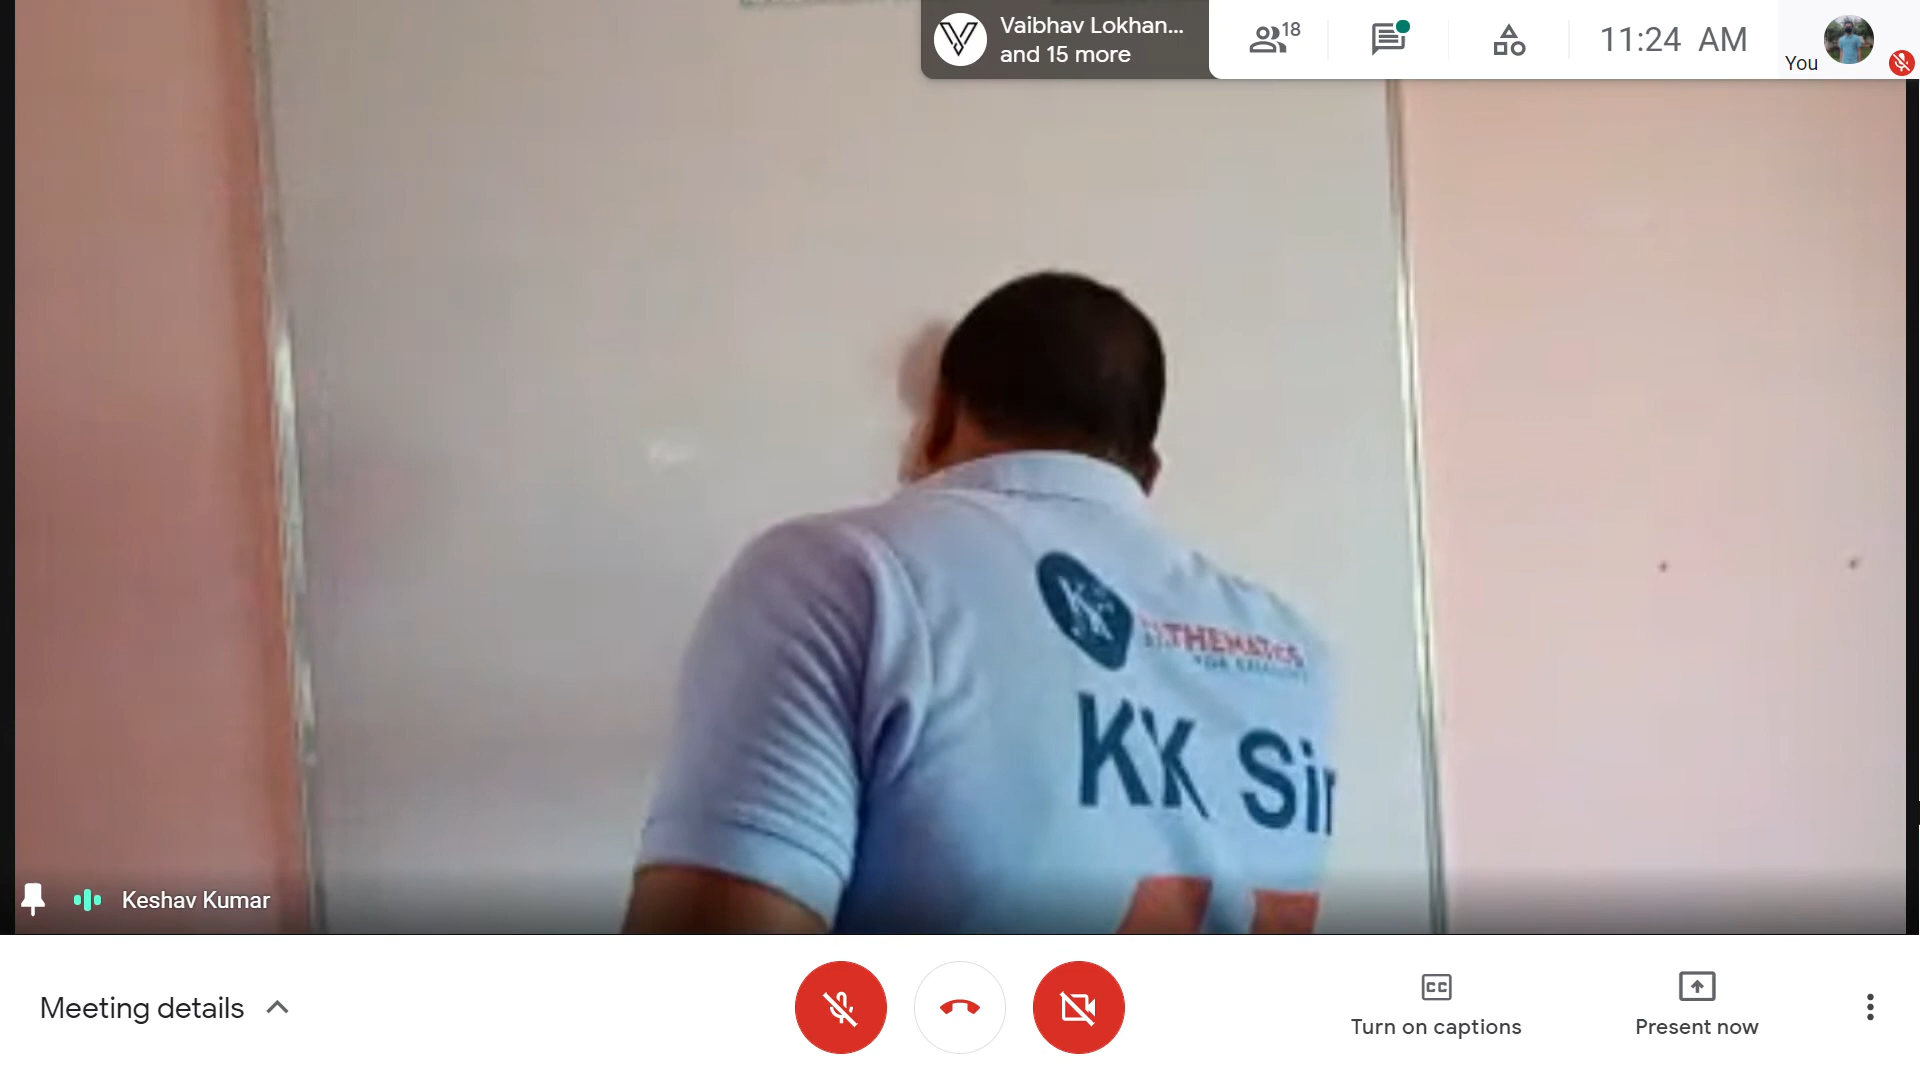 Vaibhav Lokhan...
and 15 more
18
11:24 AM
You
KK Sir
Keshav Kumar
Meeting details
CC
Turn on captions
Present now